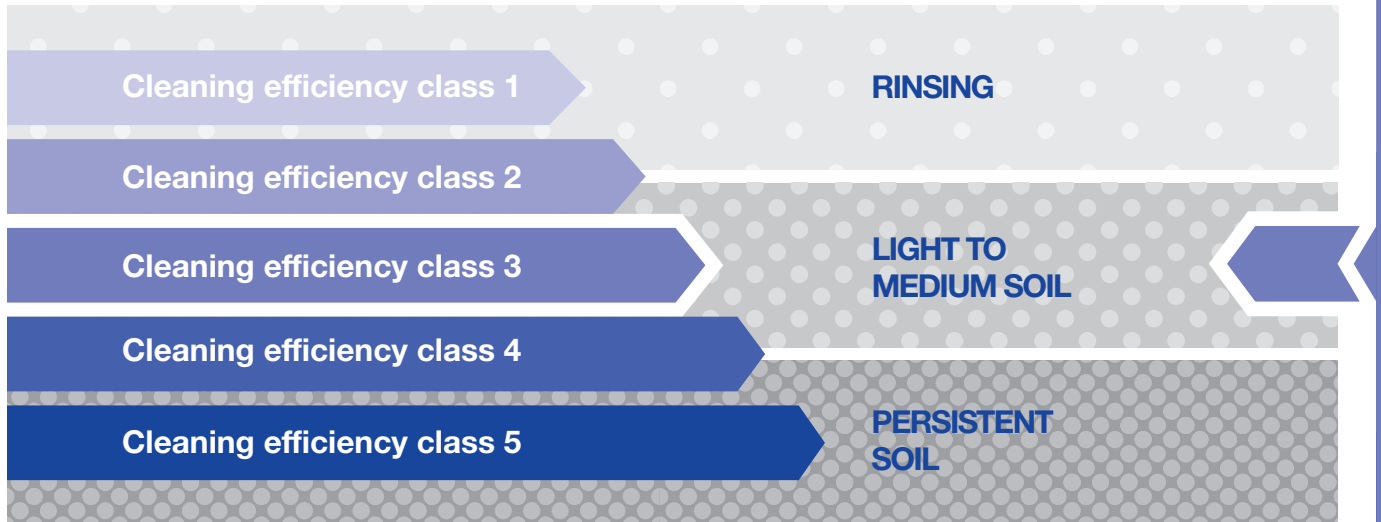 Cleaning efficiency class 1
RINSING
Cleaning efficiency class 2
Cleaning efficiency class 3
LIGHT TO
MEDIUM SOIL
Cleaning efficiency class 4
Cleaning efficiency class 5
PERSISTENT
SOIL